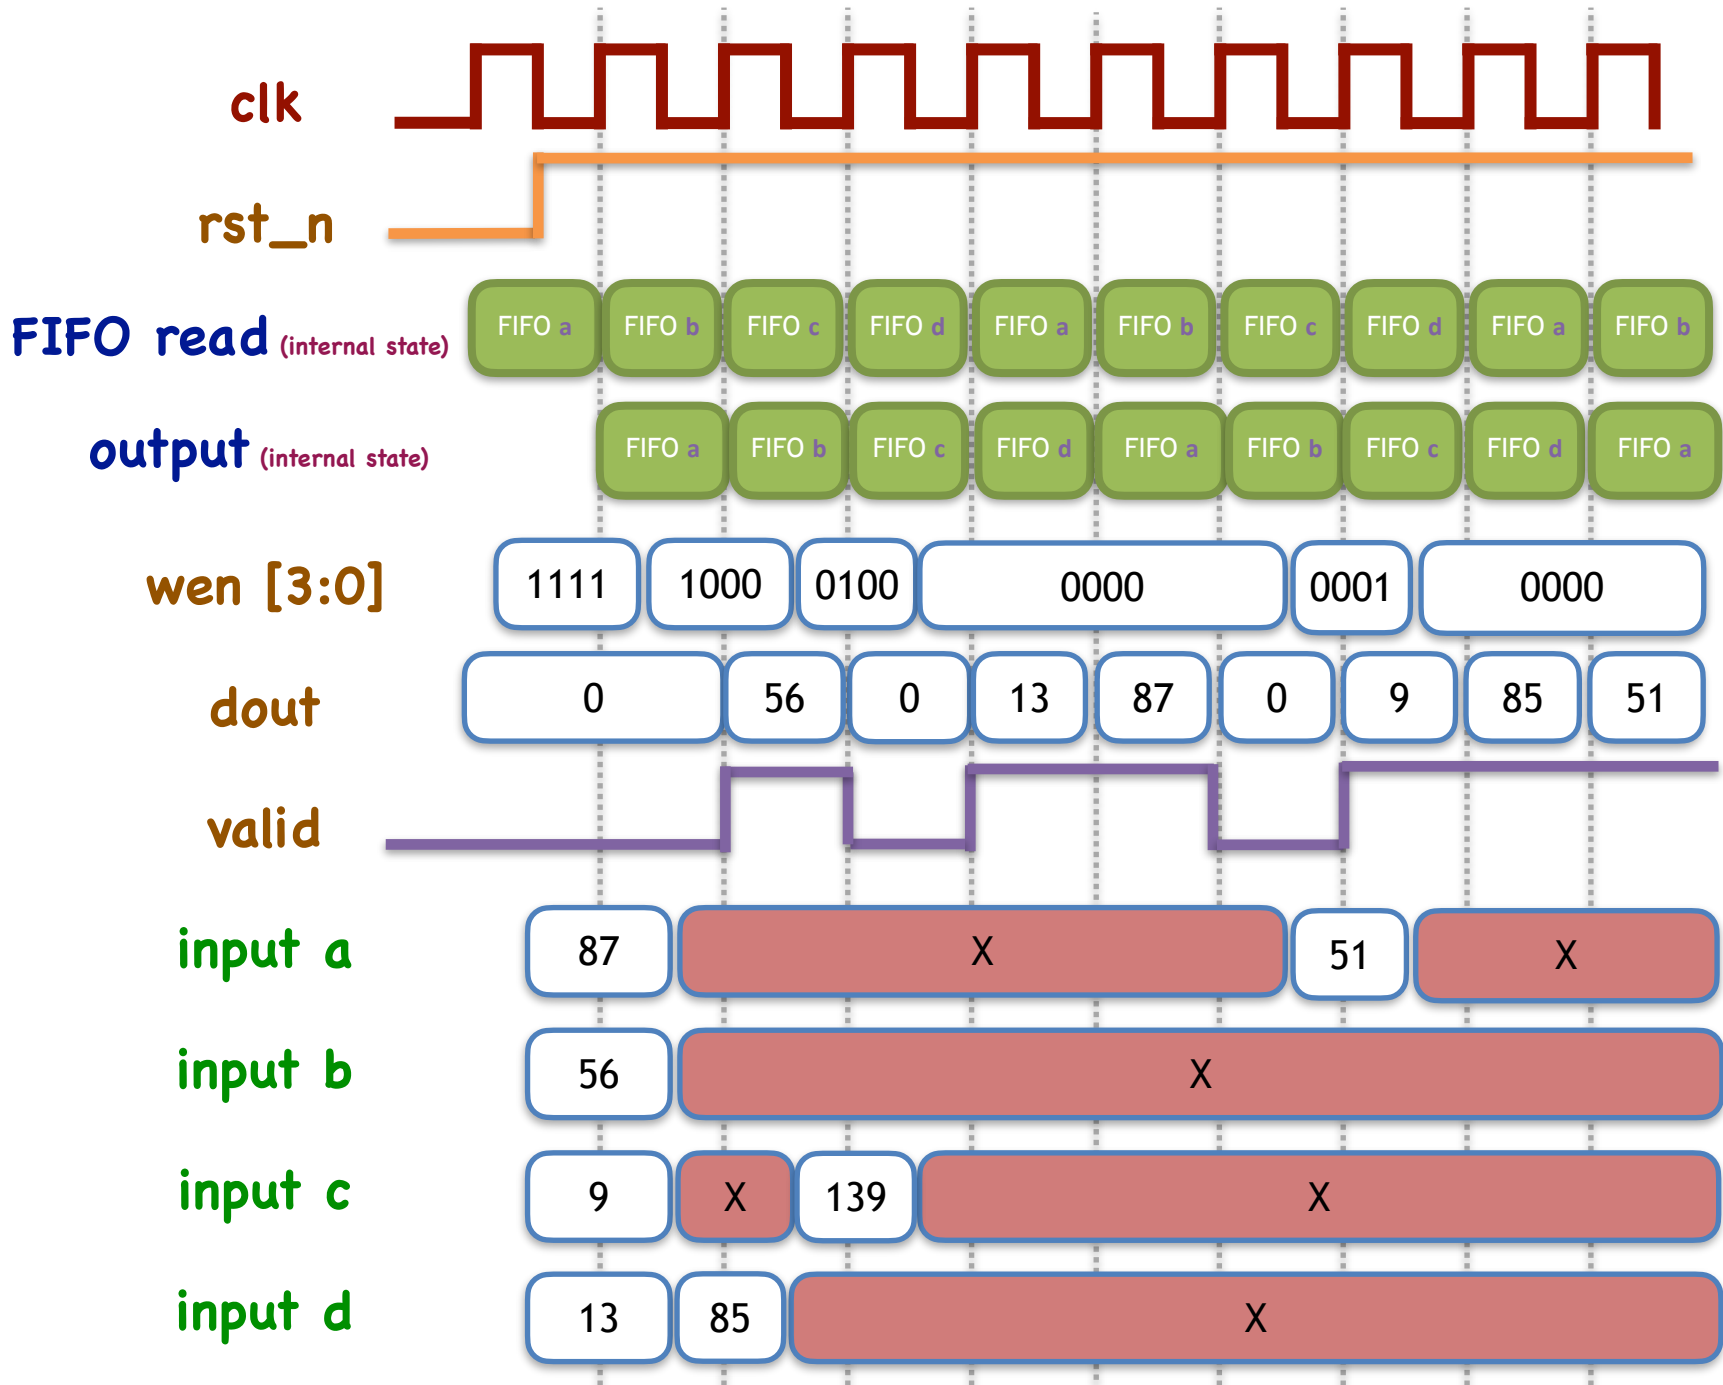 clk
rst_n
FIFO read (internal state) FIFO a FIFO b FIFO c FIFO d FIFO a FIFO b FIFO c FIFO d FIFO a FIFO b
output (internal state) FIFO a FIFO b FIFO c FIFO d FIFO a FIFO b FIFO c FIFO d FIFO a
wen [3:0] 1111 1000 0100 0000 0001 0000
dout 0 56 0 13 87 0 9 85 51
valid
input a 87 X 51 X
input b 56 X
input c 9 X 139 X
input d 13 85 X